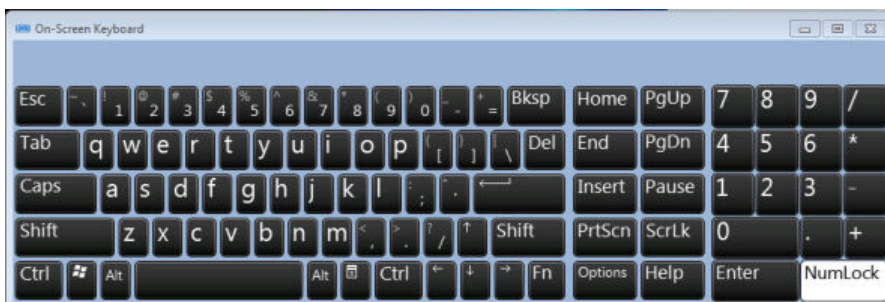 On-Screen Keyboard
Esc ~ ` ! 1 @ 2 # 3 $ 4 % 5 ^ 6 & 7 * 8 ( 9 ) 0 _ - + = Bksp Home PgUp 7 8 9 /
Tab q w e r t y u i o p { [ } ] | \ Del End PgDn 4 5 6 *
Caps a s d f g h j k l : ; " ' Insert Pause 1 2 3 -
Shift z x c v b n m < , > . ? / ↑ Shift PrtScn ScrLk 0 . +
Ctrl Alt Alt Ctrl ← ↓ → Fn Options Help Enter NumLock